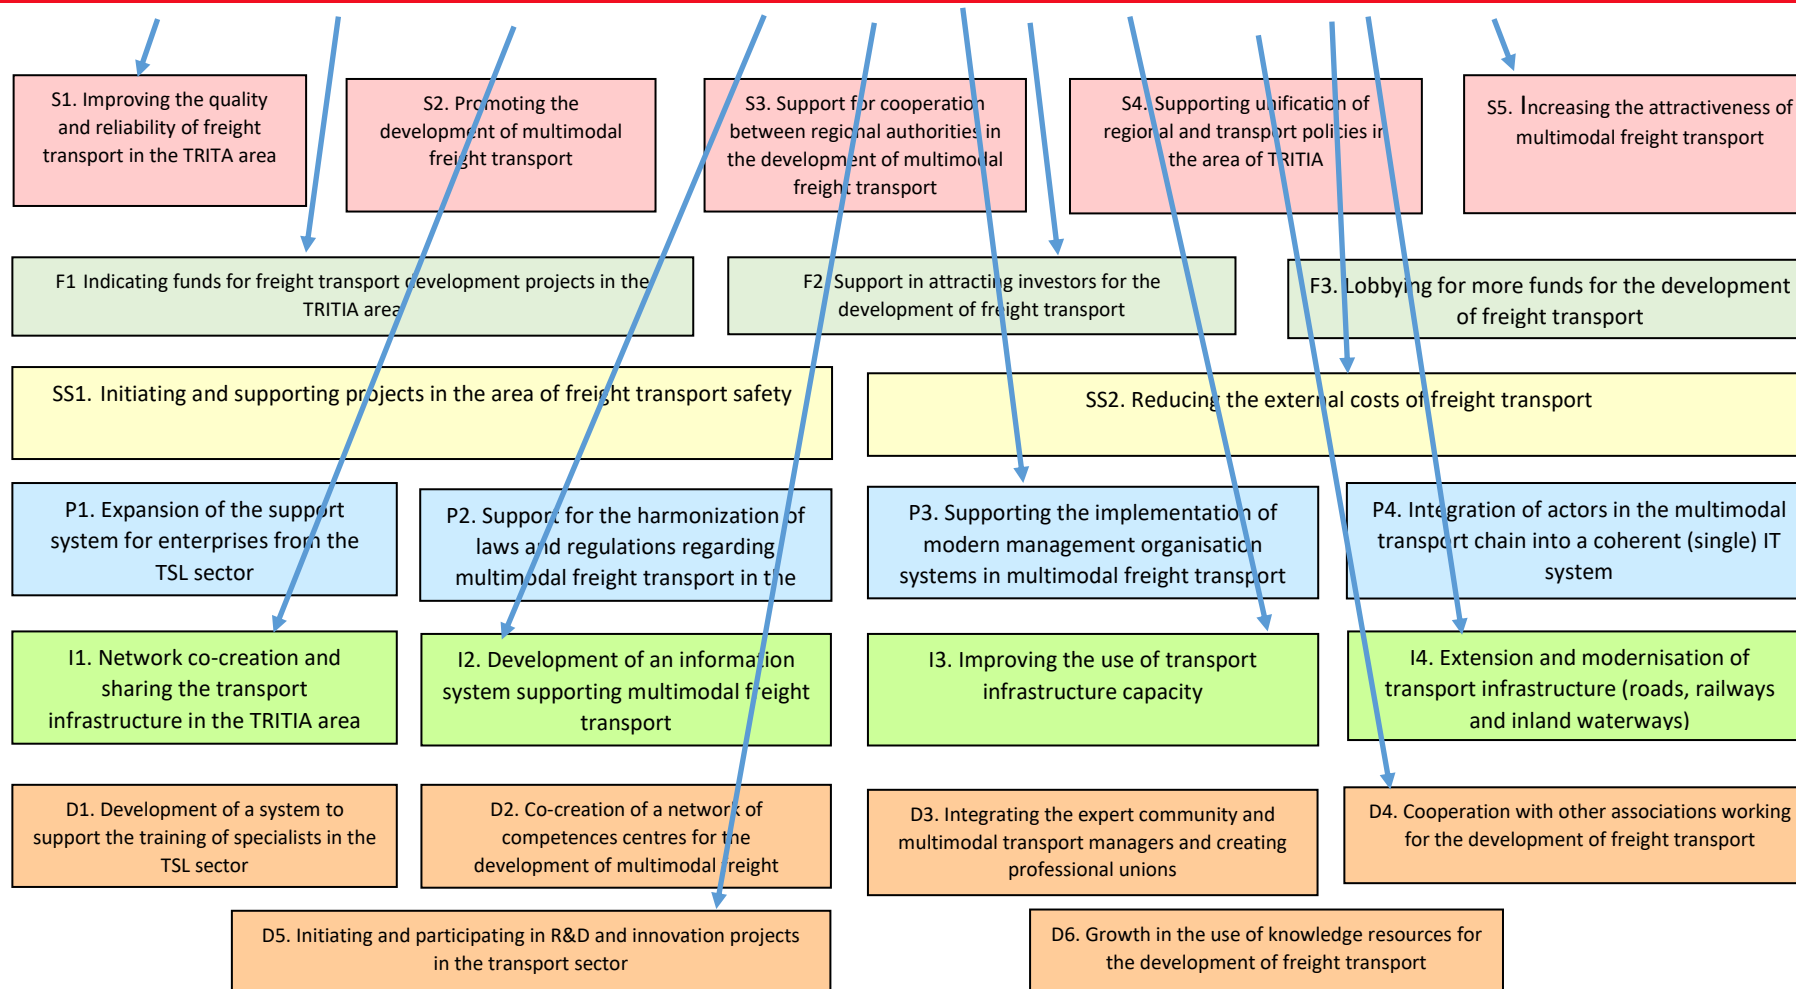 S1. Improving the quality
and reliability of freight
transport in the TRITA area
S2. Promoting the
development of multimodal
freight transport
S3. Support for cooperation
between regional authorities in
the development of multimodal
freight transport
S4. Supporting unification of
regional and transport policies in
the area of TRITIA
S5. Increasing the attractiveness of
multimodal freight transport
F1 Indicating funds for freight transport development projects in the
TRITIA area
F2. Support in attracting investors for the
development of freight transport
F3. Lobbying for more funds for the development
of freight transport
SS1. Initiating and supporting projects in the area of freight transport safety
SS2. Reducing the external costs of freight transport
P1. Expansion of the support
system for enterprises from the
TSL sector
P2. Support for the harmonization of
laws and regulations regarding
multimodal freight transport in the
P3. Supporting the implementation of
modern management organisation
systems in multimodal freight transport
P4. Integration of actors in the multimodal
transport chain into a coherent (single) IT
system
I1. Network co-creation and
sharing the transport
infrastructure in the TRITIA area
I2. Development of an information
system supporting multimodal freight
transport
I3. Improving the use of transport
infrastructure capacity
I4. Extension and modernisation of
transport infrastructure (roads, railways
and inland waterways)
D1. Development of a system to
support the training of specialists in the
TSL sector
D2. Co-creation of a network of
competences centres for the
development of multimodal freight
D3. Integrating the expert community and
multimodal transport managers and creating
professional unions
D4. Cooperation with other associations working
for the development of freight transport
D5. Initiating and participating in R&D and innovation projects
in the transport sector
D6. Growth in the use of knowledge resources for
the development of freight transport